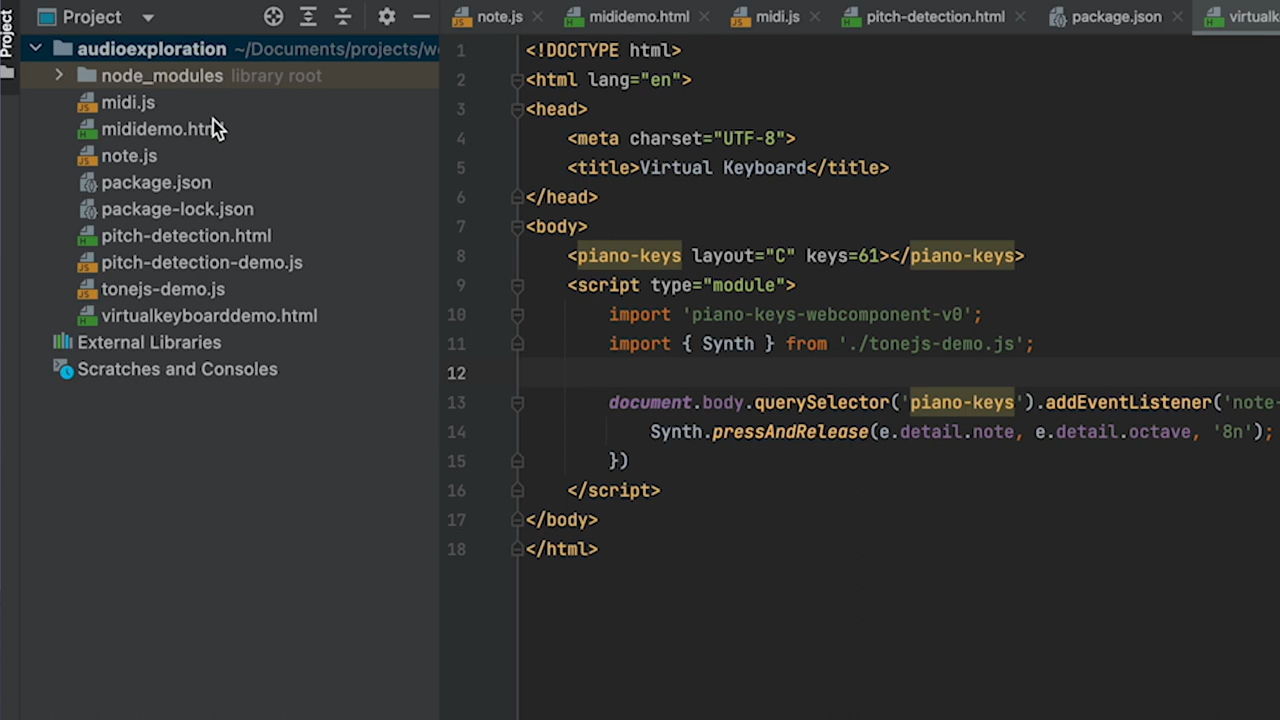 Project
Project
audioexploration ~/Documents/projects/w
node_modules library root
midi.js
mididemo.htm
note.js
package.json
package-lock.json
pitch-detection.html
pitch-detection-demo.js
tonejs-demo.js
virtualkeyboarddemo.html
External Libraries
Scratches and Consoles
note.js mididemo.html midi.js pitch-detection.html package.json virtualk
1 <!DOCTYPE html>
2 <html lang="en">
3 <head>
4 <meta charset="UTF-8">
5 <title>Virtual Keyboard</title>
6 </head>
7 <body>
8 <piano-keys layout="C" keys=61></piano-keys>
9 <script type="module">
10 import 'piano-keys-webcomponent-v0';
11 import { Synth } from './tonejs-demo.js';
12
13 document.body.querySelector('piano-keys').addEventListener('note-
14 Synth.pressAndRelease(e.detail.note, e.detail.octave, '8n');
15 })
16 </script>
17 </body>
18 </html>